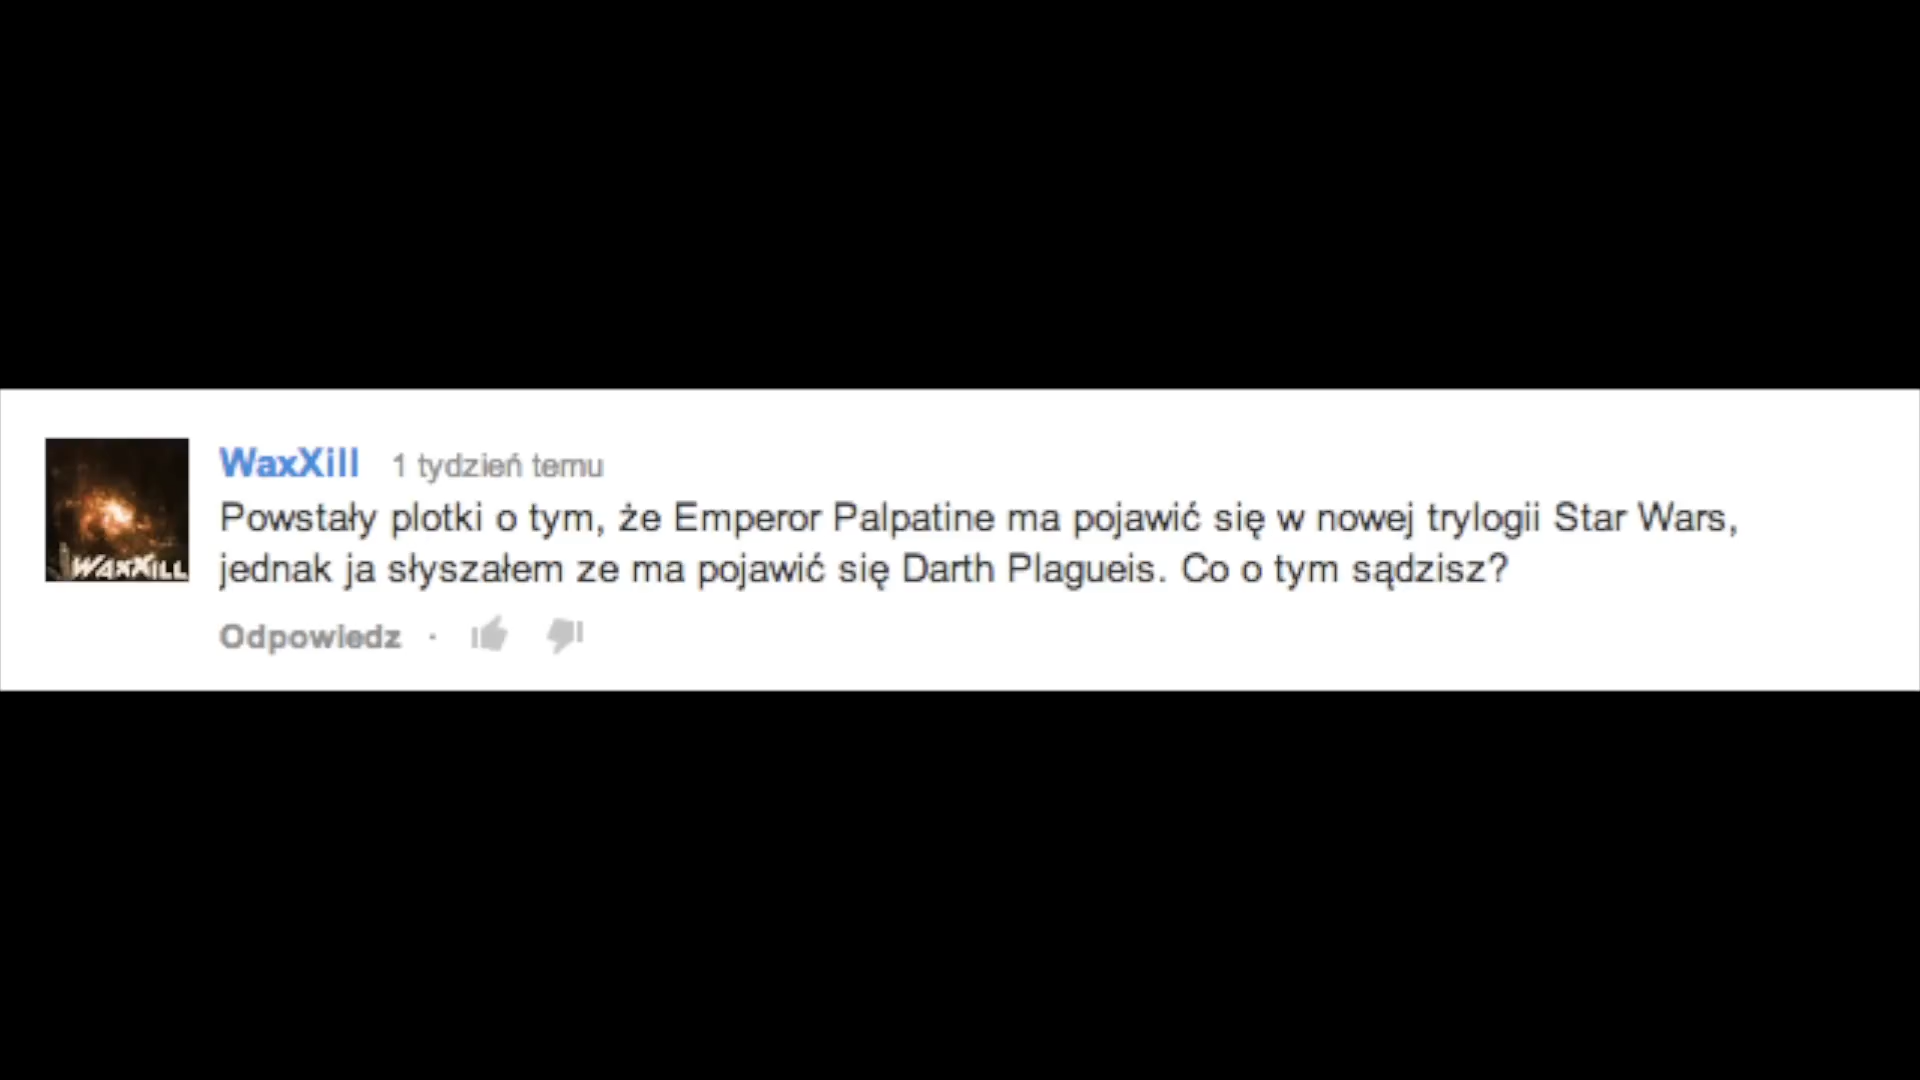 WaxXill 1 tydzień temu
Powstały plotki o tym, że Emperor Palpatine ma pojawić się w nowej trylogii Star Wars,
jednak ja słyszałem ze ma pojawić się Darth Plagueis. Co o tym sądzisz?
WAXXILL
Odpowiedz ·